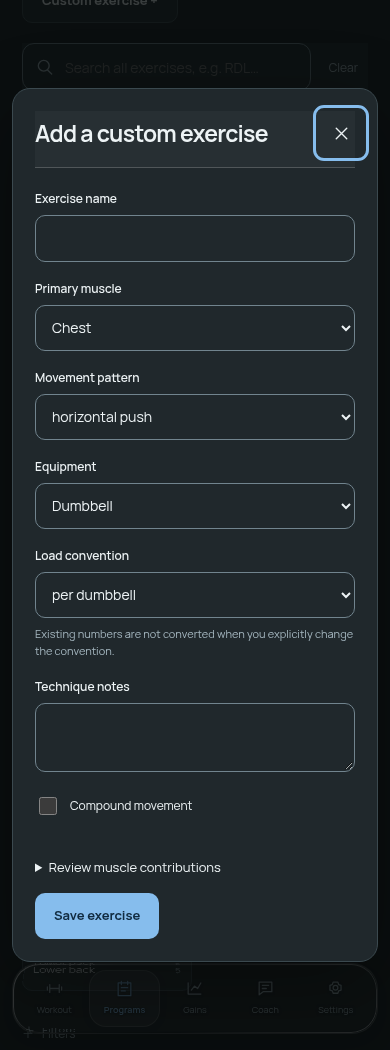 Custom exercise
Search all exercises, e.g. RDL...
Clear
Add a custom exercise
Exercise name
Primary muscle
Chest
Movement pattern
horizontal push
Equipment
Dumbbell
Load convention
per dumbbell
Existing numbers are not converted when you explicitly change
the convention.
Technique notes
Compound movement
Review muscle contributions
Save exercise
Lower back
Workout
Programs
Gains
Coach
Settings
Filters